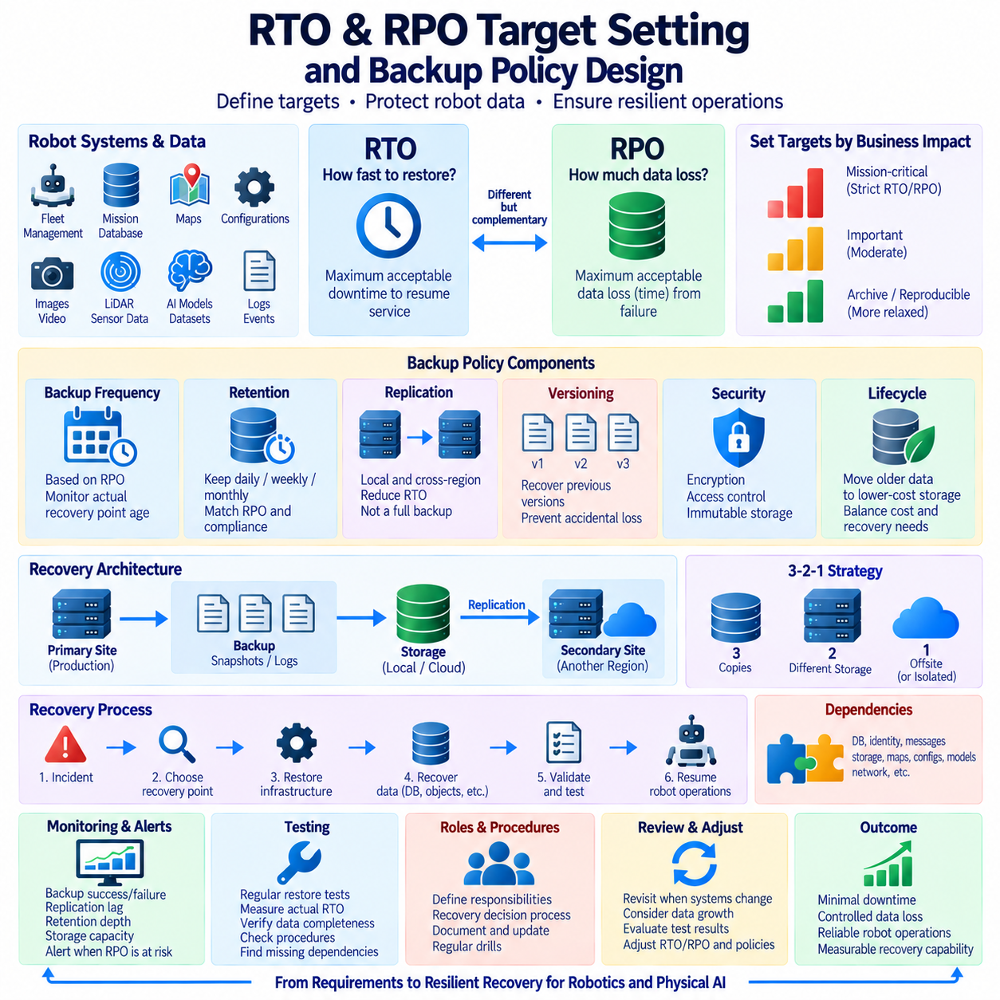 RTO & RPO Target Setting
and Backup Policy Design
Define targets • Protect robot data • Ensure resilient operations
Robot Systems & Data
Fleet
Management
Mission
Database
Maps
Configurations
Images
Video
LiDAR
Sensor Data
AI Models
Datasets
Logs
Events
RTO
How fast to restore?
Maximum acceptable
downtime to resume
service
Different
but
complementary
RPO
How much data loss?
Maximum acceptable
data loss (time) from
failure
Set Targets by Business Impact
Mission-critical
(Strict RTO/RPO)
Important
(Moderate)
Archive / Reproducible
(More relaxed)
Backup Policy Components
Backup Frequency
Based on RPO
Monitor actual
recovery point age
Retention
Keep daily / weekly /
monthly
Match RPO and
compliance
Replication
Local and cross-region
Reduce RTO
Not a full backup
Versioning
v1
v2
v3
Recover previous
versions
Prevent accidental loss
Security
Encryption
Access control
Immutable storage
Lifecycle
Move older data
to lower-cost storage
Balance cost and
recovery needs
Recovery Architecture
Primary Site
(Production)
Backup
Snapshots / Logs
Storage
(Local / Cloud)
Replication
Secondary Site
(Another Region)
3-2-1 Strategy
3
Copies
2
Different Storage
1
Offsite
(or Isolated)
Recovery Process
1. Incident
2. Choose
recovery point
3. Restore
infrastructure
4. Recover
data (DB, objects, etc.)
5. Validate
and test
6. Resume
robot operations
Dependencies
DB, identity, messages
storage, maps, configs, models
network, etc.
Monitoring & Alerts
Backup success/failure
Replication lag
Retention depth
Storage capacity
Alert when RPO is at risk
Testing
Regular restore tests
Measure actual RTO
Verify data completeness
Check procedures
Find missing dependencies
Roles & Procedures
Define responsibilities
Recovery decision process
Document and update
Regular drills
Review & Adjust
Revisit when systems change
Consider data growth
Evaluate test results
Adjust RTO/RPO and policies
Outcome
Minimal downtime
Controlled data loss
Reliable robot operations
Measurable recovery capability
From Requirements to Resilient Recovery for Robotics and Physical AI